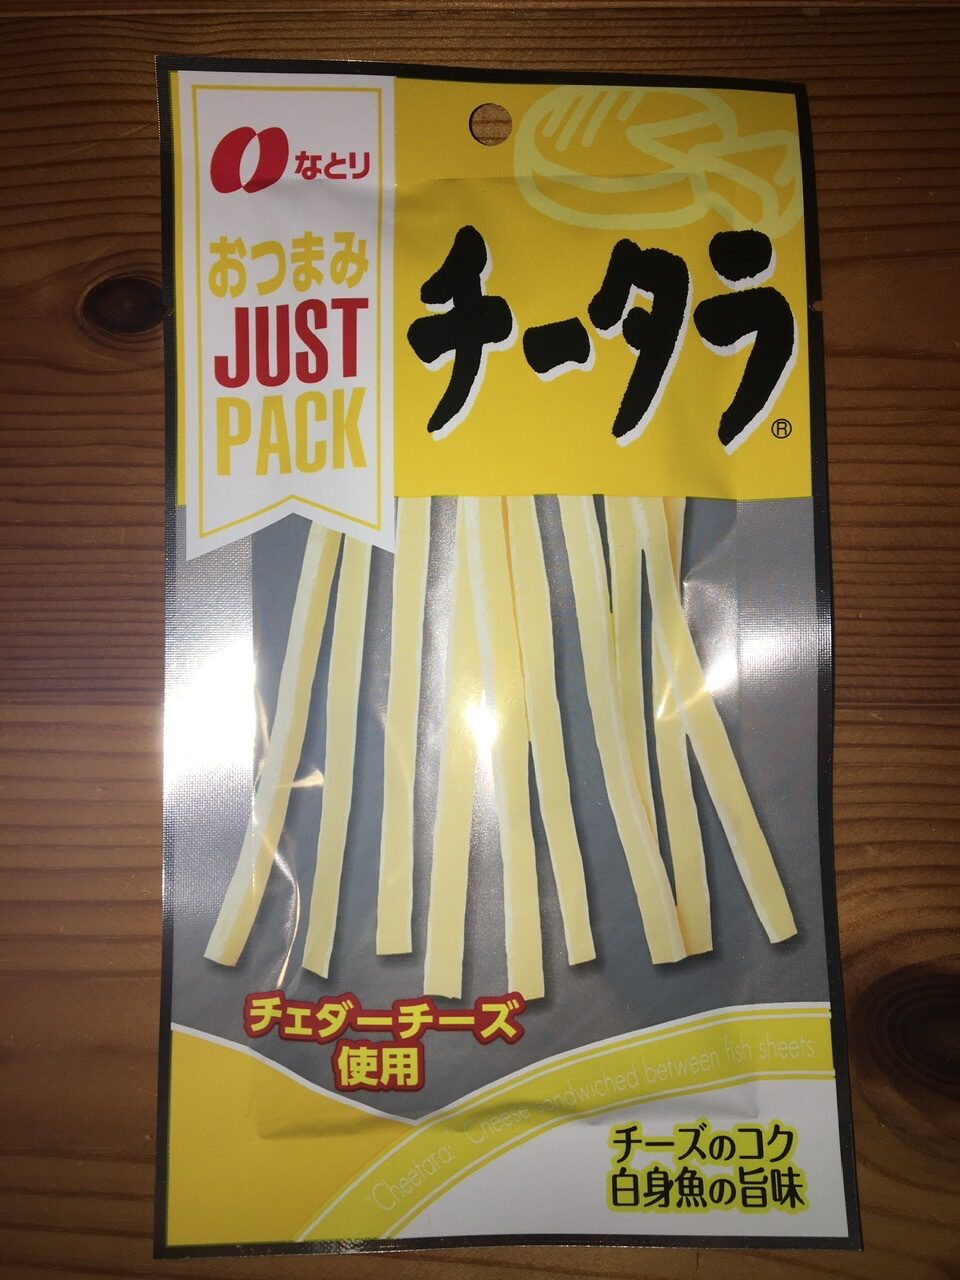 なとり
おつまみ
JUST
PACK
チータラ®
チェダーチーズ
使用
"Cheetara:" Cheese sandwiched between fish sheets
チーズのコク
白身魚の旨味